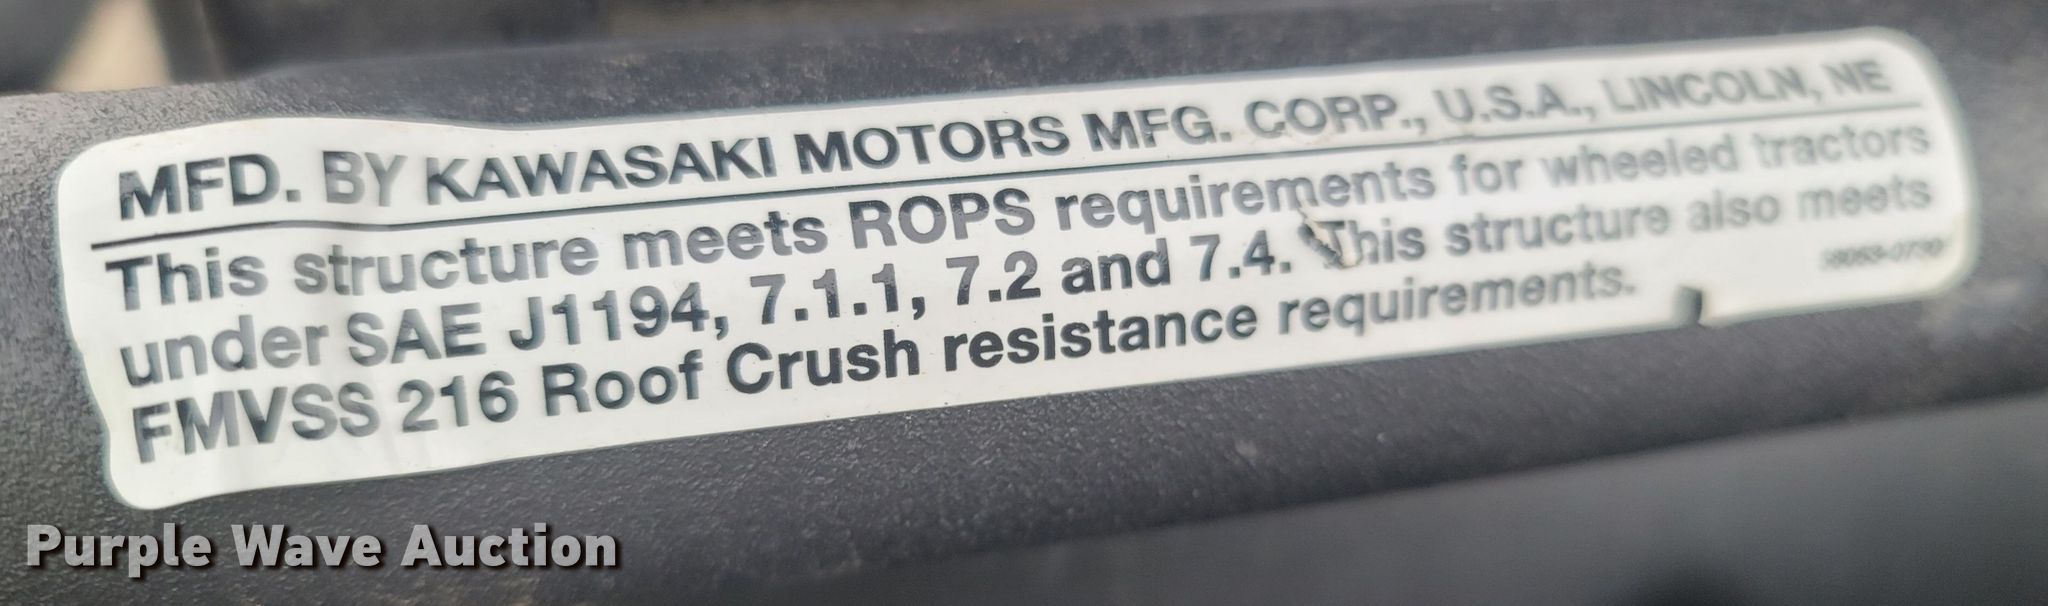 MFD. BY KAWASAKI MOTORS MFG. CORP., U.S.A., LINCOLN, NE
This structure meets ROPS requirements for wheeled tractors
under SAE J1194, 7.1.1, 7.2 and 7.4. This structure also meets
FMVSS 216 Roof Crush resistance requirements.
Purple Wave Auction